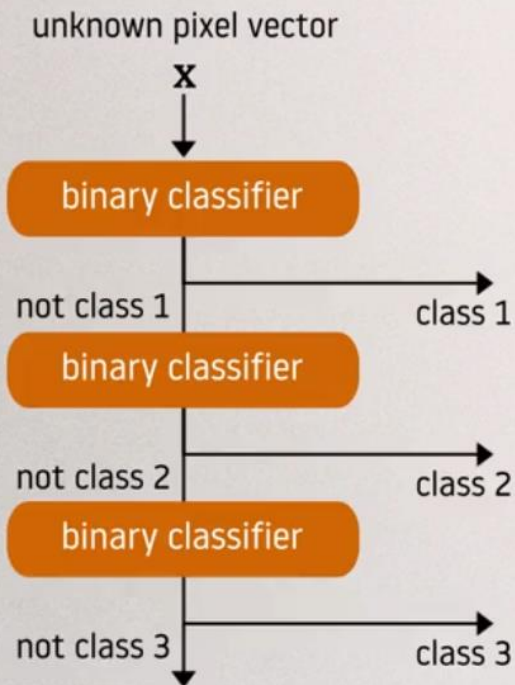 unknown pixel vector
x
binary classifier
not class 1
class 1
binary classifier
not class 2
class 2
binary classifier
not class 3
class 3